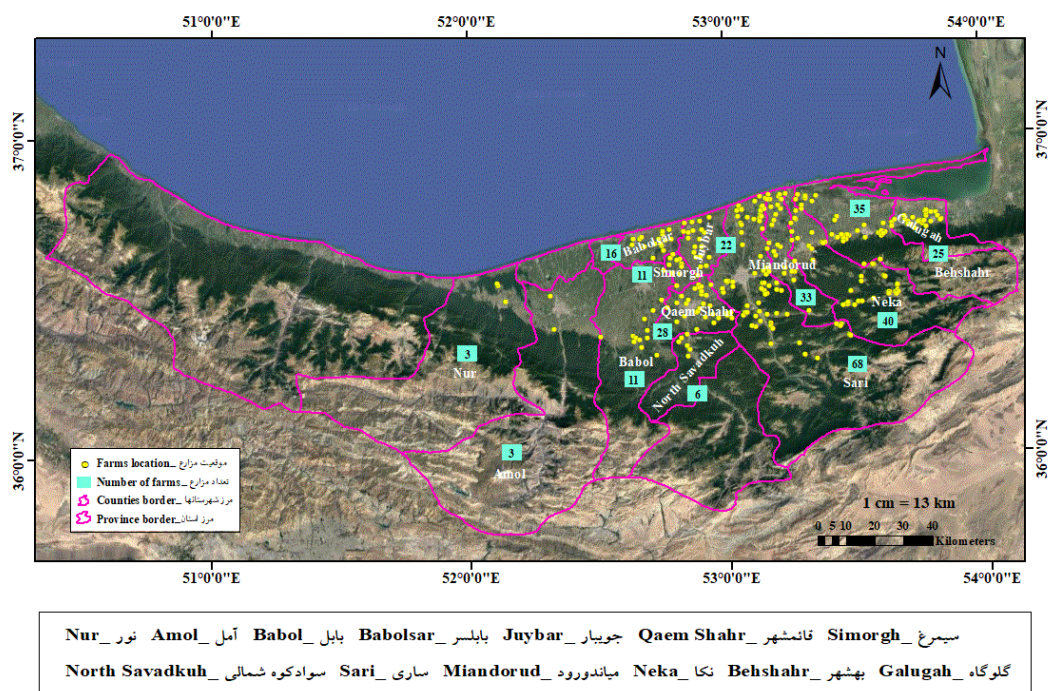 51°0'0"E 52°0'0"E 53°0'0"E 54°0'0"E
N
37°0'0"N 37°0'0"N
35
Galugah
16 Babolsar Juybar 22
25
11 Simorgh Miandorud Behshahr
33 Neka
Qaem Shahr 40
28
3 Babol 68
Nur 11 North Savadkuh 6 Sari
36°0'0"N 36°0'0"N
3
Amol
Farms location_ موقعیت مزارع
Number of farms_ تعداد مزارع
Counties border_ مرز شهرستانها
Province border_ مرز استان
1 cm = 13 km
0 5 10 20 30 40
Kilometers
51°0'0"E 52°0'0"E 53°0'0"E 54°0'0"E
Nur_ نور Amol_ آمل Babol_ بابل Babolsar_ بابلسر Juybar_ جویبار Qaem Shahr_ قائمشهر Simorgh_ سیمرغ
North Savadkuh_ سوادکوه شمالی Sari_ ساری Miandorud_ میاندورود Neka_ نکا Behshahr_ بهشهر Galugah_ گلوگاه